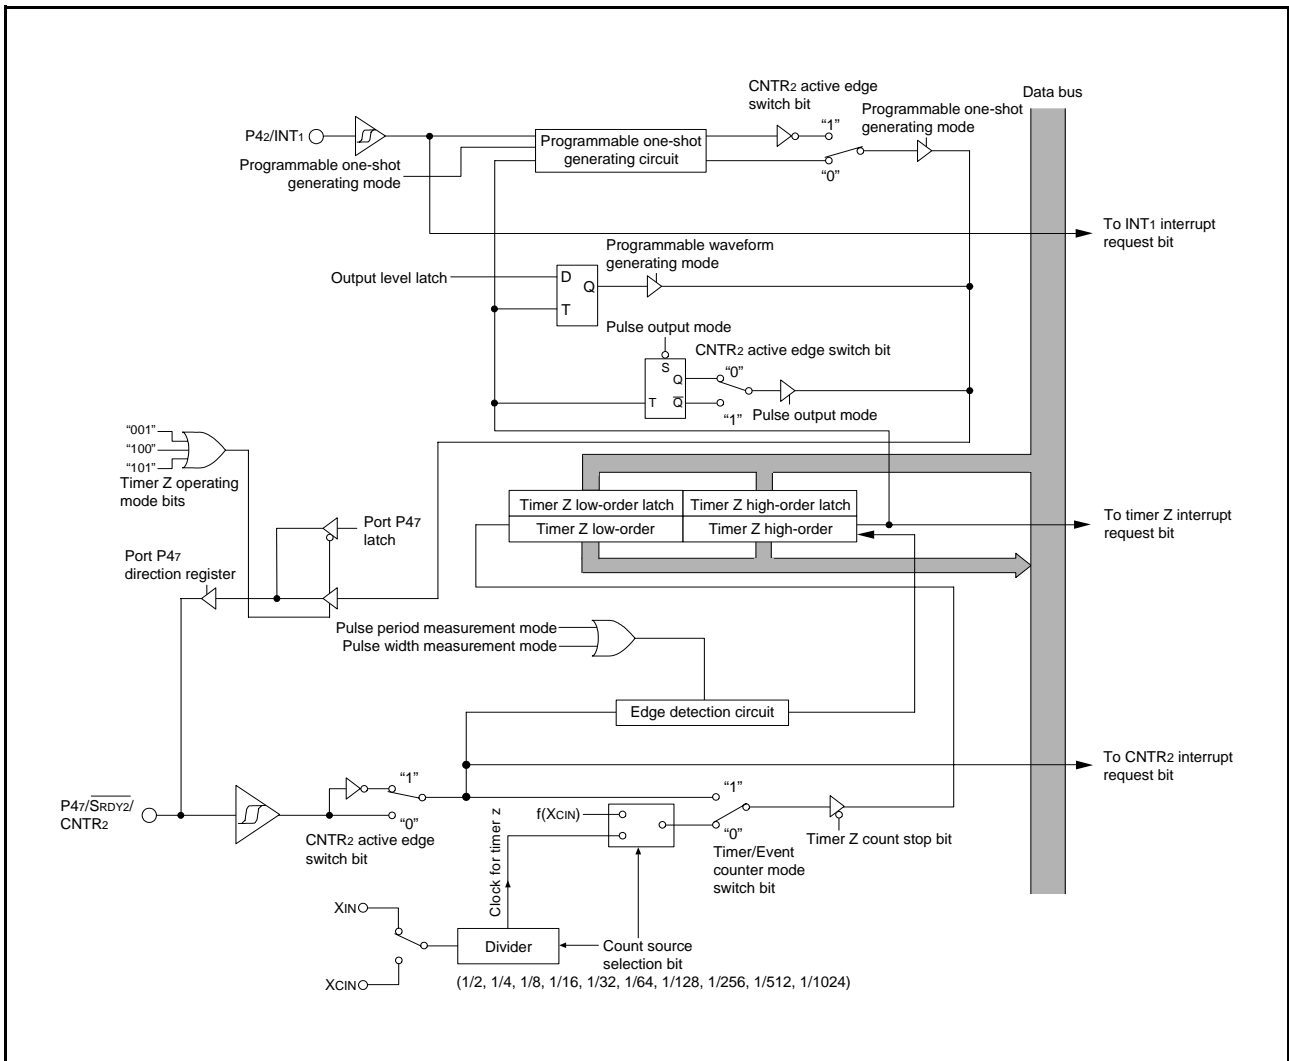 CNTR2 active edge
switch bit
Data bus
Programmable one-shot
generating mode
P42/INT1
"1"
Programmable one-shot
generating circuit
Programmable one-shot
generating mode
"0"
To INT1 interrupt
request bit
Programmable waveform
generating mode
Output level latch
D
Q
T
Pulse output mode
CNTR2 active edge switch bit
S
Q
"0"
T
Q
"1"
Pulse output mode
"001"
"100"
"101"
Timer Z operating
mode bits
Timer Z low-order latch
Timer Z high-order latch
Timer Z low-order
Timer Z high-order
To timer Z interrupt
request bit
Port P47
latch
Port P47
direction register
Pulse period measurement mode
Pulse width measurement mode
Edge detection circuit
To CNTR2 interrupt
request bit
P47/SRDY2/
CNTR2
"1"
"0"
CNTR2 active edge
switch bit
Clock for timer z
f(XCIN)
"1"
"0"
Timer/Event
counter mode
switch bit
Timer Z count stop bit
XIN
Divider
Count source
selection bit
XCIN
(1/2, 1/4, 1/8, 1/16, 1/32, 1/64, 1/128, 1/256, 1/512, 1/1024)